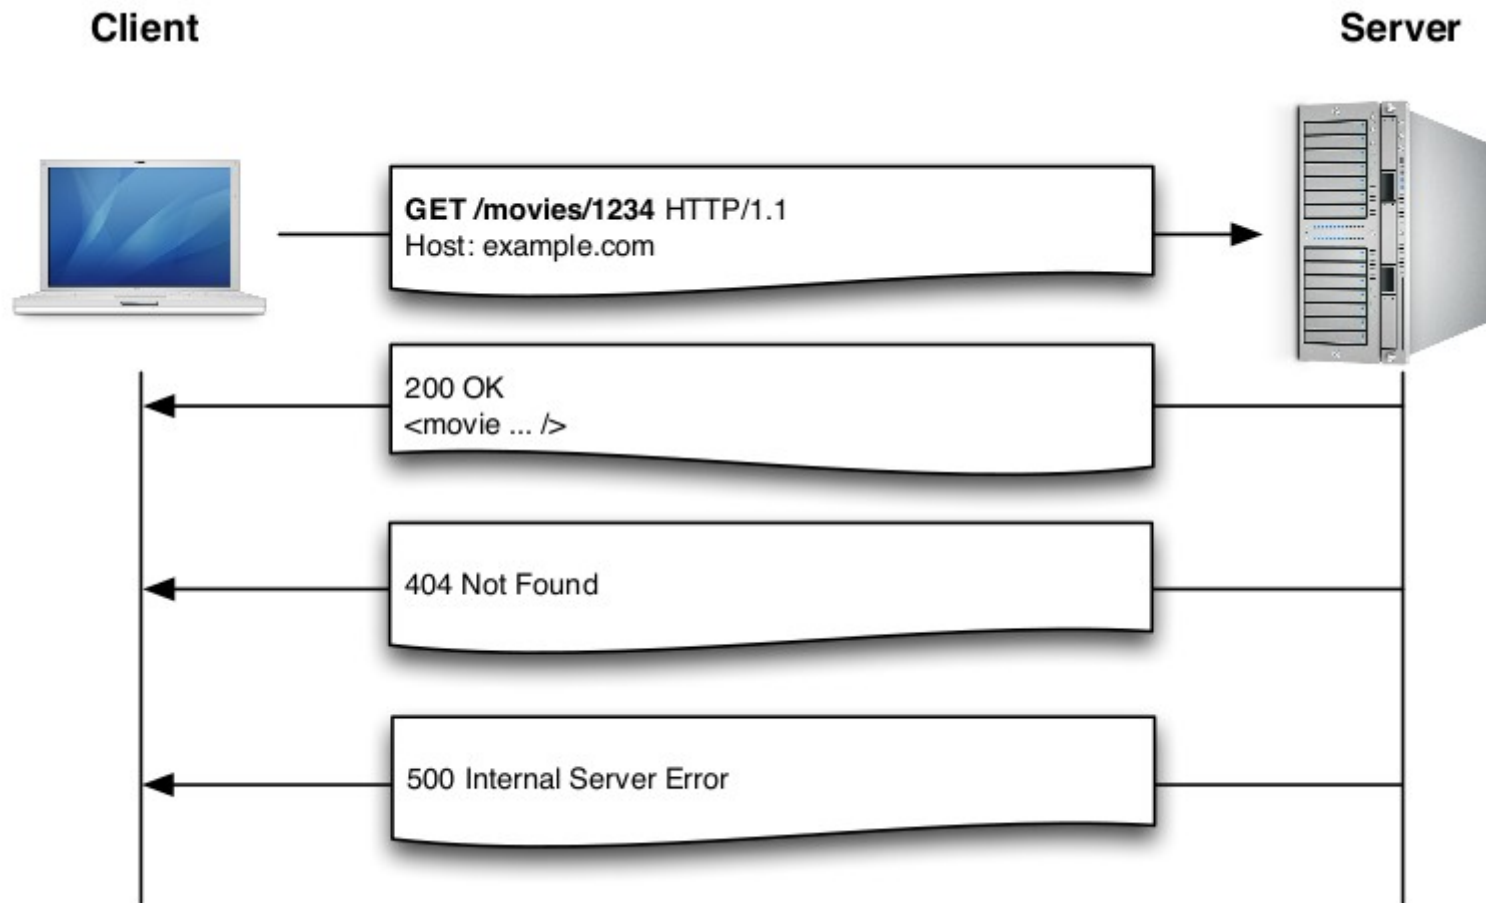 Client
Server
GET /movies/1234 HTTP/1.1
Host: example.com
200 OK
<movie ... />
404 Not Found
500 Internal Server Error